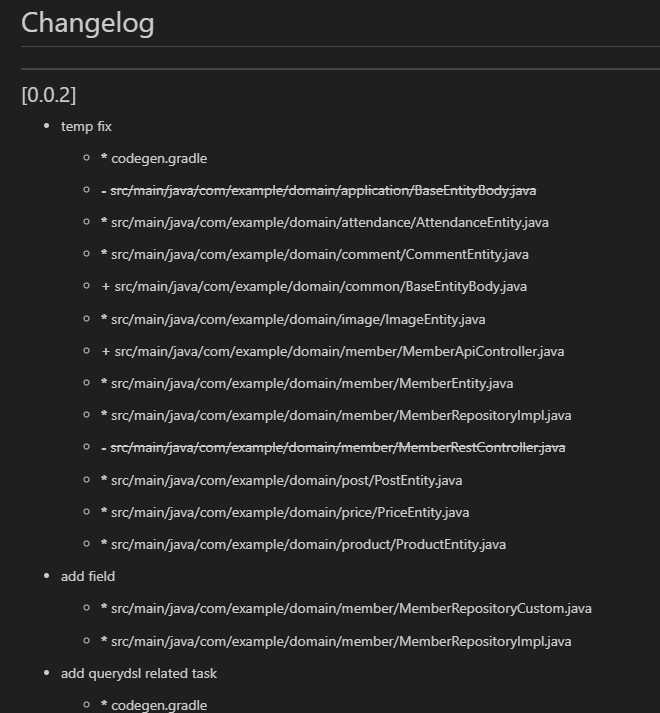 Changelog
[0.0.2]
• temp fix
◦ * codegen.gradle
◦ - src/main/java/com/example/domain/application/BaseEntityBody.java
◦ * src/main/java/com/example/domain/attendance/AttendanceEntity.java
◦ * src/main/java/com/example/domain/comment/CommentEntity.java
◦ + src/main/java/com/example/domain/common/BaseEntityBody.java
◦ * src/main/java/com/example/domain/image/ImageEntity.java
◦ + src/main/java/com/example/domain/member/MemberApiController.java
◦ * src/main/java/com/example/domain/member/MemberEntity.java
◦ * src/main/java/com/example/domain/member/MemberRepositoryImpl.java
◦ - src/main/java/com/example/domain/member/MemberRestController.java
◦ * src/main/java/com/example/domain/post/PostEntity.java
◦ * src/main/java/com/example/domain/price/PriceEntity.java
◦ * src/main/java/com/example/domain/product/ProductEntity.java
• add field
◦ * src/main/java/com/example/domain/member/MemberRepositoryCustom.java
◦ * src/main/java/com/example/domain/member/MemberRepositoryImpl.java
• add querydsl related task
◦ * codegen.gradle